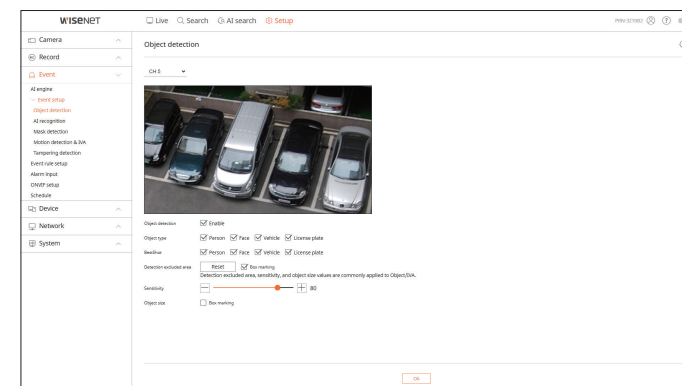 WISENET
Live Search AI search Setup
Camera
Record
Event
AI engine
Event setup
Object detection
AI recognition
Mask detection
Motion detection & IVA
Tampering detection
Event rule setup
Alarm input
ONVIF setup
Schedule
Device
Network
System
Object detection
CH 5
Object detection Enable
Object type Person Face Vehicle License plate
BestShot Person Face Vehicle License plate
Detection excluded area Reset Box marking
Detection excluded area, sensitivity, and object size values are commonly applied to Object/IVA.
Sensitivity 80
Object size Box marking
OK